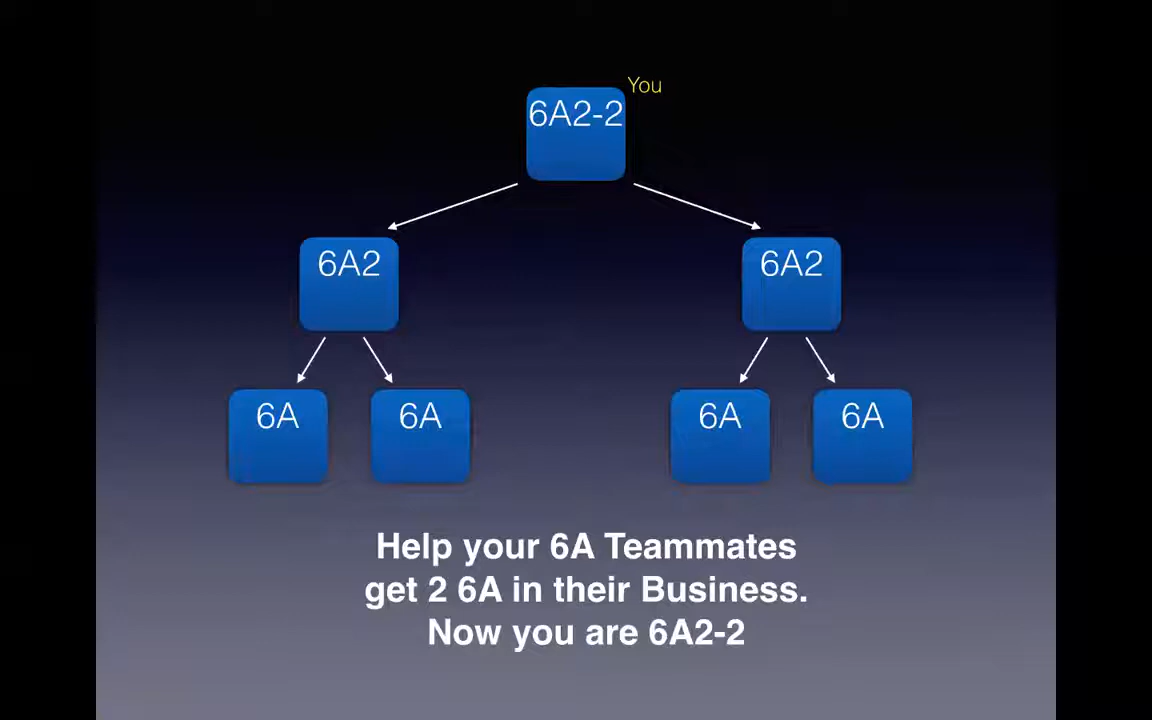 You
6A2-2
6A2
6A2
6A
6A
6A
6A
Help your 6A Teammates
get 2 6A in their Business.
Now you are 6A2-2